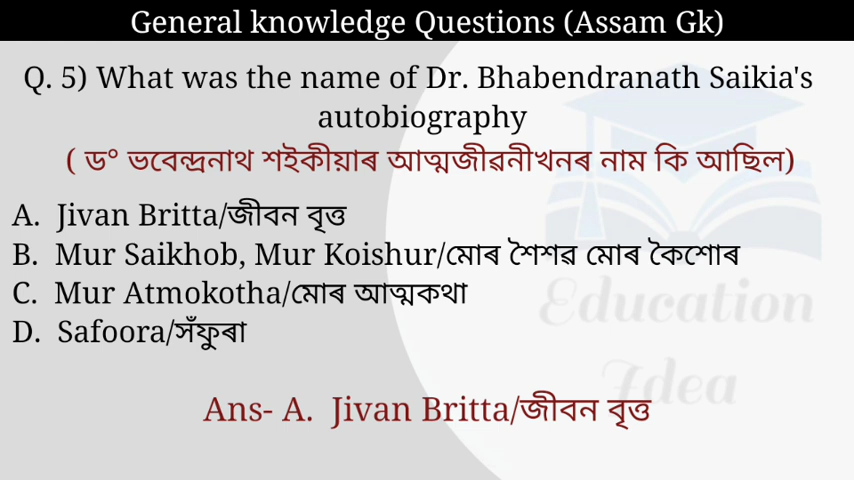 General knowledge Questions (Assam Gk)
Q. 5) What was the name of Dr. Bhabendranath Saikia's
autobiography
( ড° ভবেন্দ্ৰনাথ শইকীয়াৰ আত্মজীৱনীখনৰ নাম কি আছিল)
A. Jivan Britta/জীবন বৃত্ত
B. Mur Saikhob, Mur Koishur/মোৰ শৈশৱ মোৰ কৈশোৰ
C. Mur Atmokotha/মোৰ আত্মকথা
D. Safoora/সঁফুৰা
Education
Idea
Ans- A. Jivan Britta/জীবন বৃত্ত